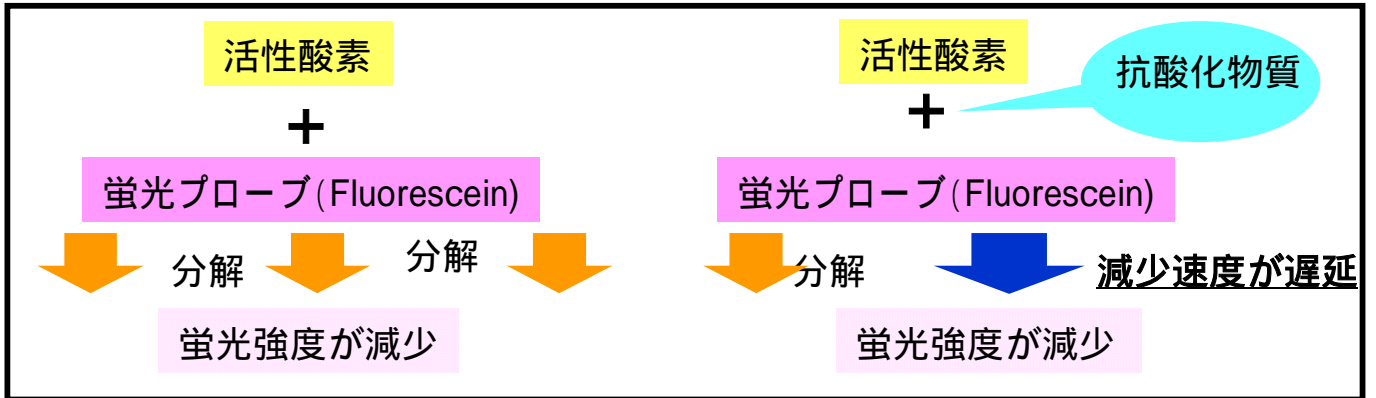 活性酸素
+
蛍光プローブ(Fluorescein)
分解
分解
蛍光強度が減少
活性酸素
抗酸化物質
+
蛍光プローブ(Fluorescein)
分解
減少速度が遅延
蛍光強度が減少